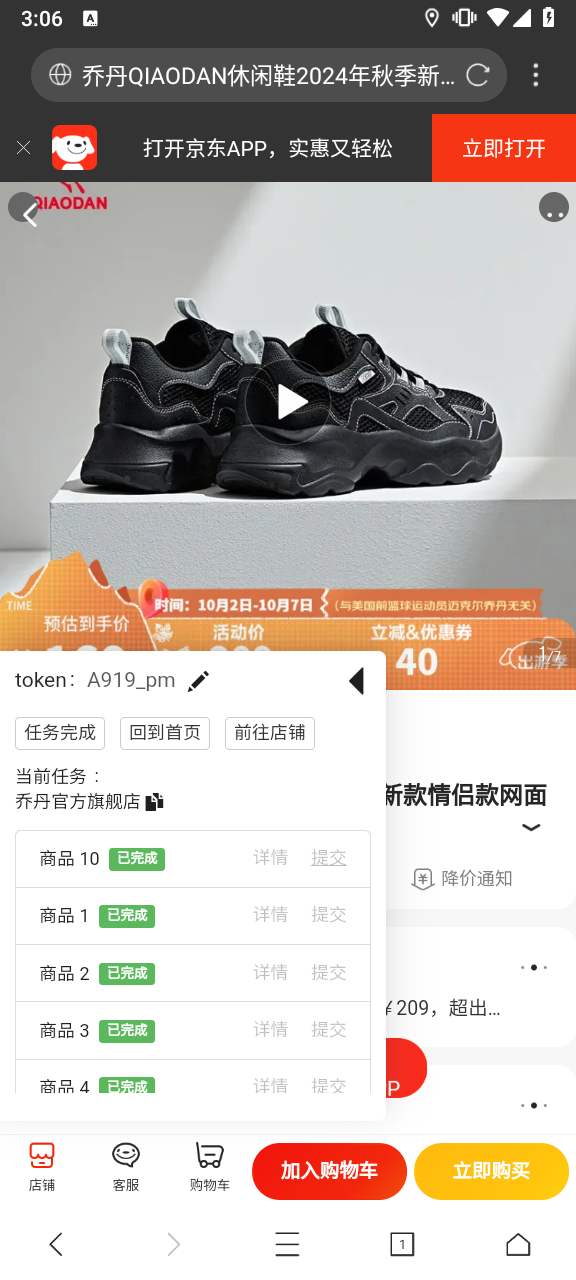 3:06
A
乔丹QIAODAN休闲鞋2024年秋季新…
打开京东APP，实惠又轻松
立即打开
QIAODAN
TIME
时间：10月2日-10月7日
（与美国前篮球运动员迈克尔乔丹无关）
预估到手价
活动价
立减&优惠券
40
出游季
1/7
token： A919_pm
任务完成
回到首页
前往店铺
当前任务：
乔丹官方旗舰店
新款情侣款网面
商品 10 已完成 详情 提交
降价通知
商品 1 已完成 详情 提交
商品 2 已完成 详情 提交
¥209，超出…
商品 3 已完成 详情 提交
商品 4 已完成 详情 提交
店铺
客服
购物车
加入购物车
立即购买
1